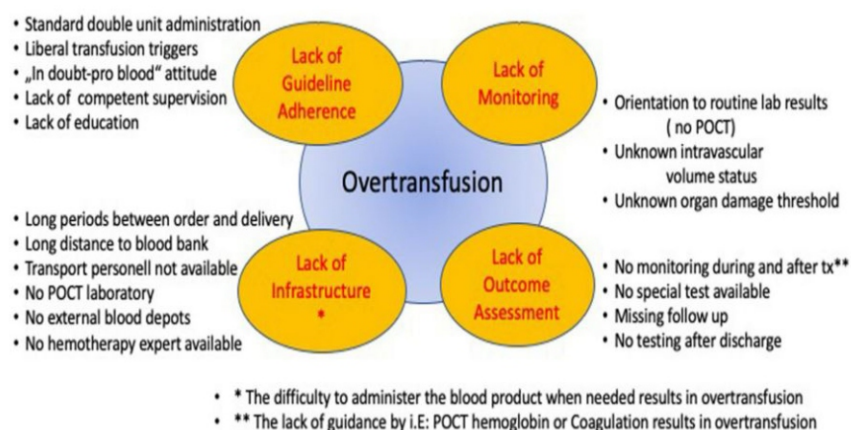 • Standard double unit administration
• Liberal transfusion triggers
• „In doubt-pro blood“ attitude
• Lack of competent supervision
• Lack of education
Lack of
Guideline
Adherence
Lack of
Monitoring
• Orientation to routine lab results
( no POCT)
• Unknown intravascular
volume status
• Unknown organ damage threshold
Overtransfusion
• Long periods between order and delivery
• Long distance to blood bank
• Transport personell not available
• No POCT laboratory
• No external blood depots
• No hemotherapy expert available
Lack of
Infrastructure
*
Lack of
Outcome
Assessment
• No monitoring during and after tx**
• No special test available
• Missing follow up
• No testing after discharge
• * The difficulty to administer the blood product when needed results in overtransfusion
• ** The lack of guidance by i.E: POCT hemoglobin or Coagulation results in overtransfusion